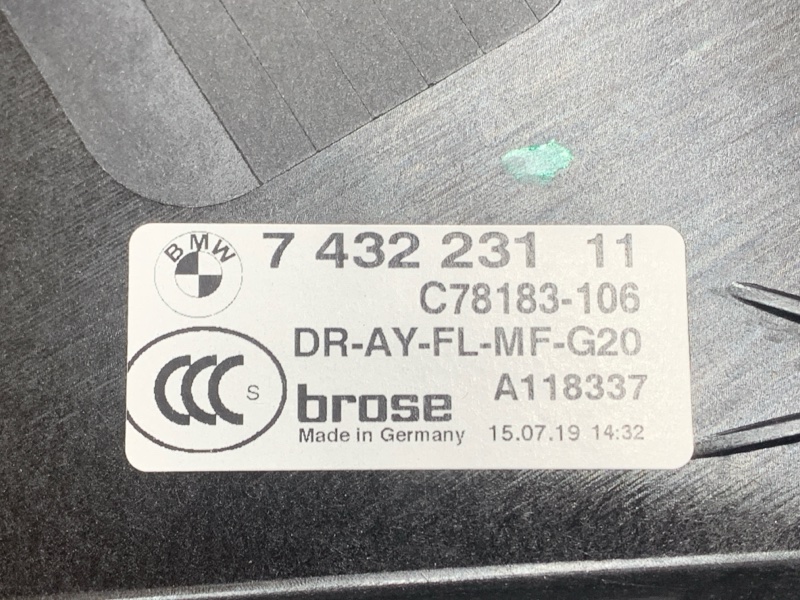 BMW
7 432 231 11
C78183-106
DR-AY-FL-MF-G20
CCC S
brose A118337
Made in Germany 15.07.19 14:32